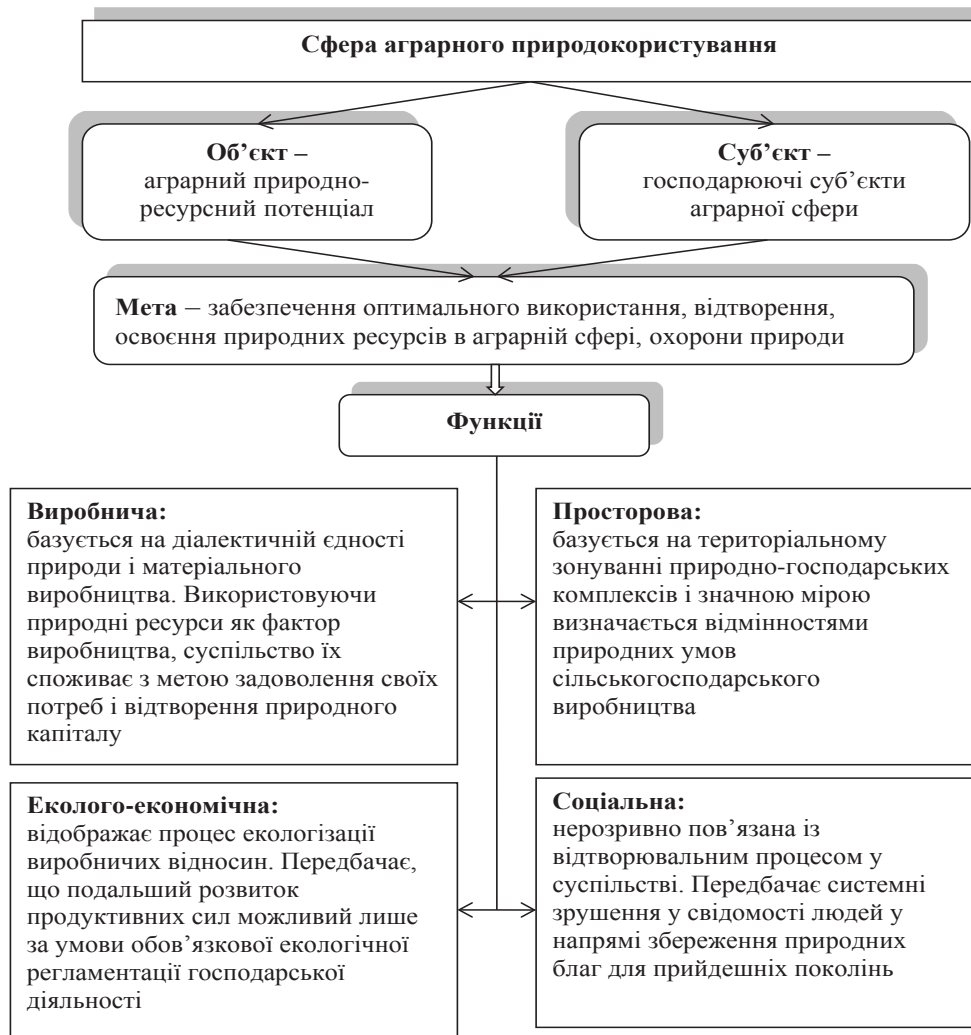 Сфера аграрного природокористування
Об’єкт –
аграрний природно-
ресурсний потенціал
Суб’єкт –
господарюючі суб’єкти
аграрної сфери
Мета – забезпечення оптимального використання, відтворення,
освоєння природних ресурсів в аграрній сфері, охорони природи
Функції
Виробнича:
базується на діалектичній єдності
природи і матеріального
виробництва. Використовуючи
природні ресурси як фактор
виробництва, суспільство їх
споживає з метою задоволення своїх
потреб і відтворення природного
капіталу
Просторова:
базується на територіальному
зонуванні природно-господарських
комплексів і значною мірою
визначається відмінностями
природних умов
сільськогосподарського
виробництва
Еколого-економічна:
відображає процес екологізації
виробничих відносин. Передбачає,
що подальший розвиток
продуктивних сил можливий лише
за умови обов’язкової екологічної
регламентації господарської
діяльності
Соціальна:
нерозривно пов’язана із
відтворювальним процесом у
суспільстві. Передбачає системні
зрушення у свідомості людей у
напрямі збереження природних
благ для прийдешніх поколінь